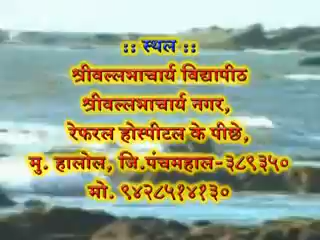 :: स्थल ::
श्रीवल्लभाचार्य विद्यापीठ
श्रीवल्लभाचार्य नगर,
रेफरल होस्पीटल के पीछे,
मु. हालोल, जि.पंचमहाल-३८९३५०
मो. ९४२८५१४१३०